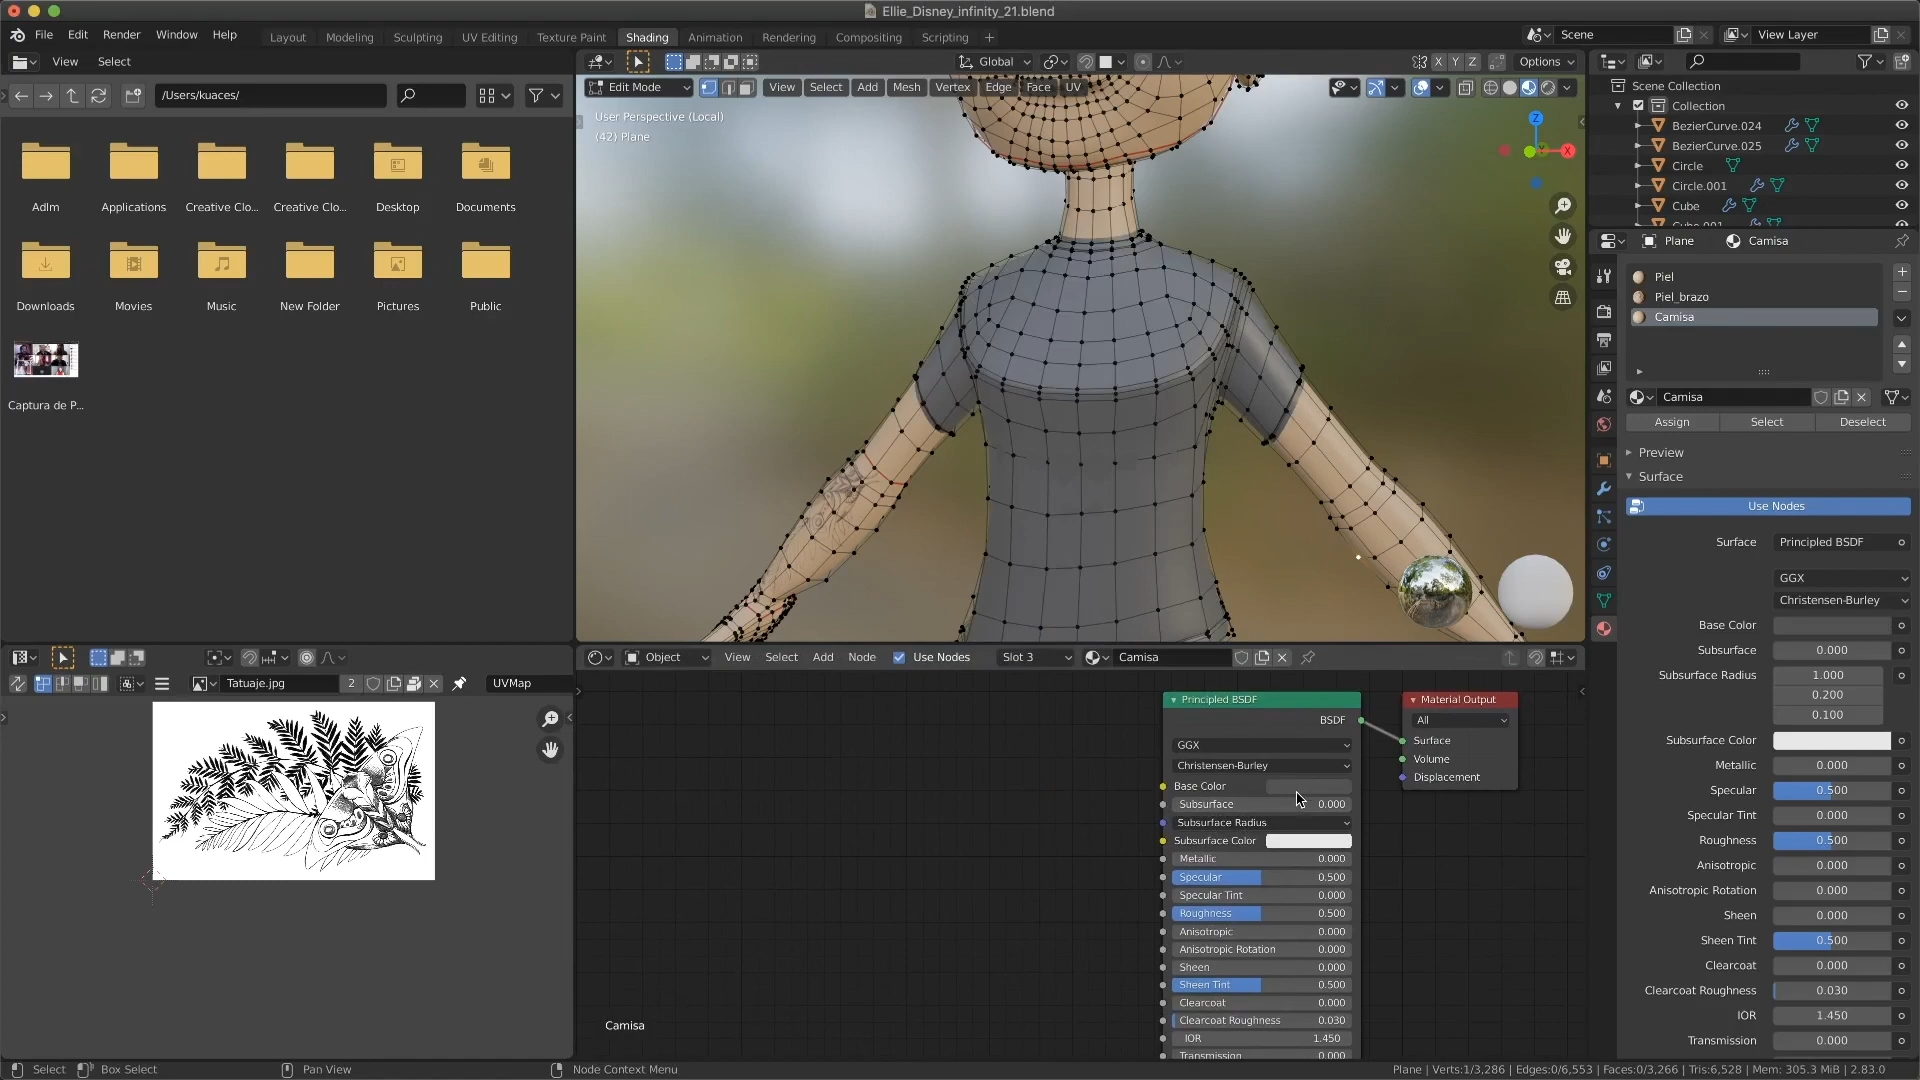 Ellie_Disney_infinity_21.blend
File Edit Render Window Help
Layout Modeling Sculpting UV Editing Texture Paint Shading Animation Rendering Compositing Scripting +
Scene
View Layer
View Select
Global
X Y Z
Options
/Users/kuaces/
Edit Mode
View Select Add Mesh Vertex Edge Face UV
User Perspective (Local)
(42) Plane
Z
X
Adlm
Applications
Creative Clo...
Creative Clo...
Desktop
Documents
Downloads
Movies
Music
New Folder
Pictures
Public
Captura de P...
Scene Collection
Collection
BezierCurve.024
BezierCurve.025
Circle
Circle.001
Cube
Cube.001
Plane
Camisa
Piel
Piel_brazo
Camisa
Camisa
Assign
Select
Deselect
Preview
Surface
Use Nodes
Surface Principled BSDF
GGX
Christensen-Burley
Base Color
Subsurface 0.000
Subsurface Radius 1.000
0.200
0.100
Subsurface Color
Metallic 0.000
Specular 0.500
Specular Tint 0.000
Roughness 0.500
Anisotropic 0.000
Anisotropic Rotation 0.000
Sheen 0.000
Sheen Tint 0.500
Clearcoat 0.000
Clearcoat Roughness 0.030
IOR 1.450
Transmission 0.000
Tatuaje.jpg
2
UVMap
Object
View Select Add Node
Use Nodes
Slot 3
Camisa
Principled BSDF
BSDF
GGX
Christensen-Burley
Base Color
Subsurface 0.000
Subsurface Radius
Subsurface Color
Metallic 0.000
Specular 0.500
Specular Tint 0.000
Roughness 0.500
Anisotropic 0.000
Anisotropic Rotation 0.000
Sheen 0.000
Sheen Tint 0.500
Clearcoat 0.000
Clearcoat Roughness 0.030
IOR 1.450
Transmission 0.000
Material Output
All
Surface
Volume
Displacement
Camisa
Select
Box Select
Pan View
Node Context Menu
Plane | Verts:1/3,286 | Edges:0/6,553 | Faces:0/3,266 | Tris:6,528 | Mem: 305.3 MiB | 2.83.0